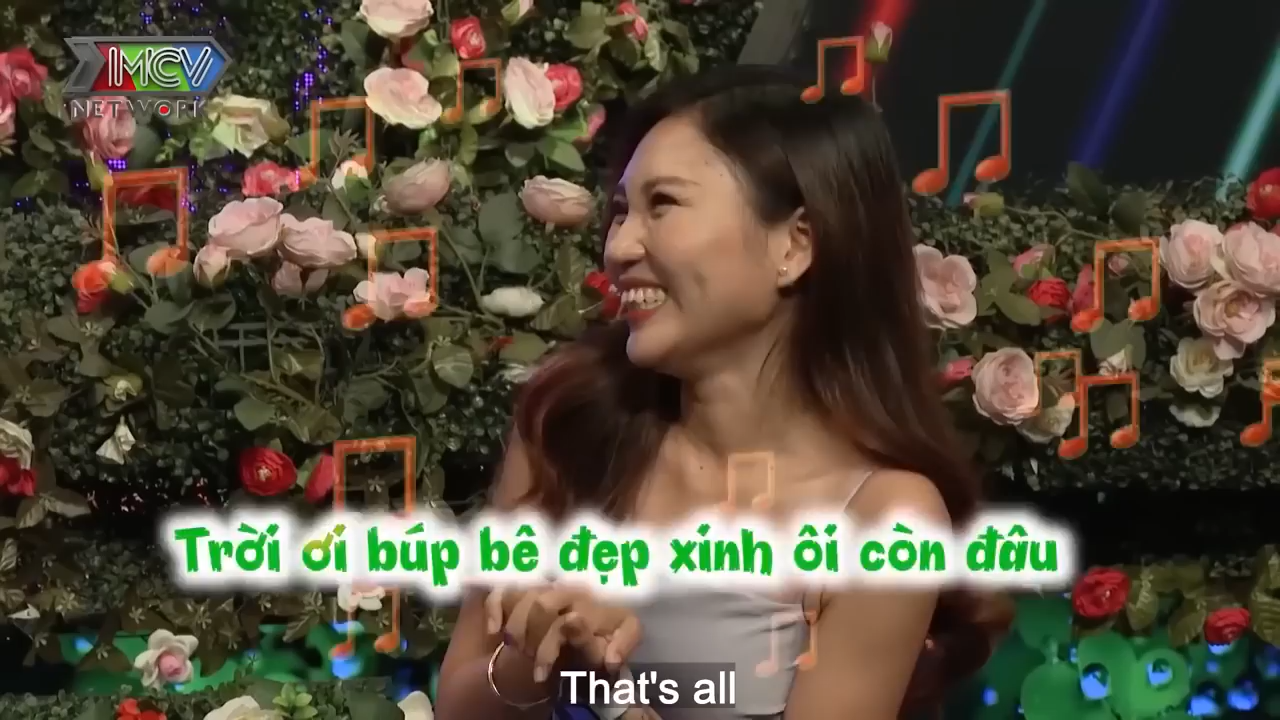 MCV
NETWORK
Trời ơi búp bê đẹp xinh ôi còn đâu
That's all